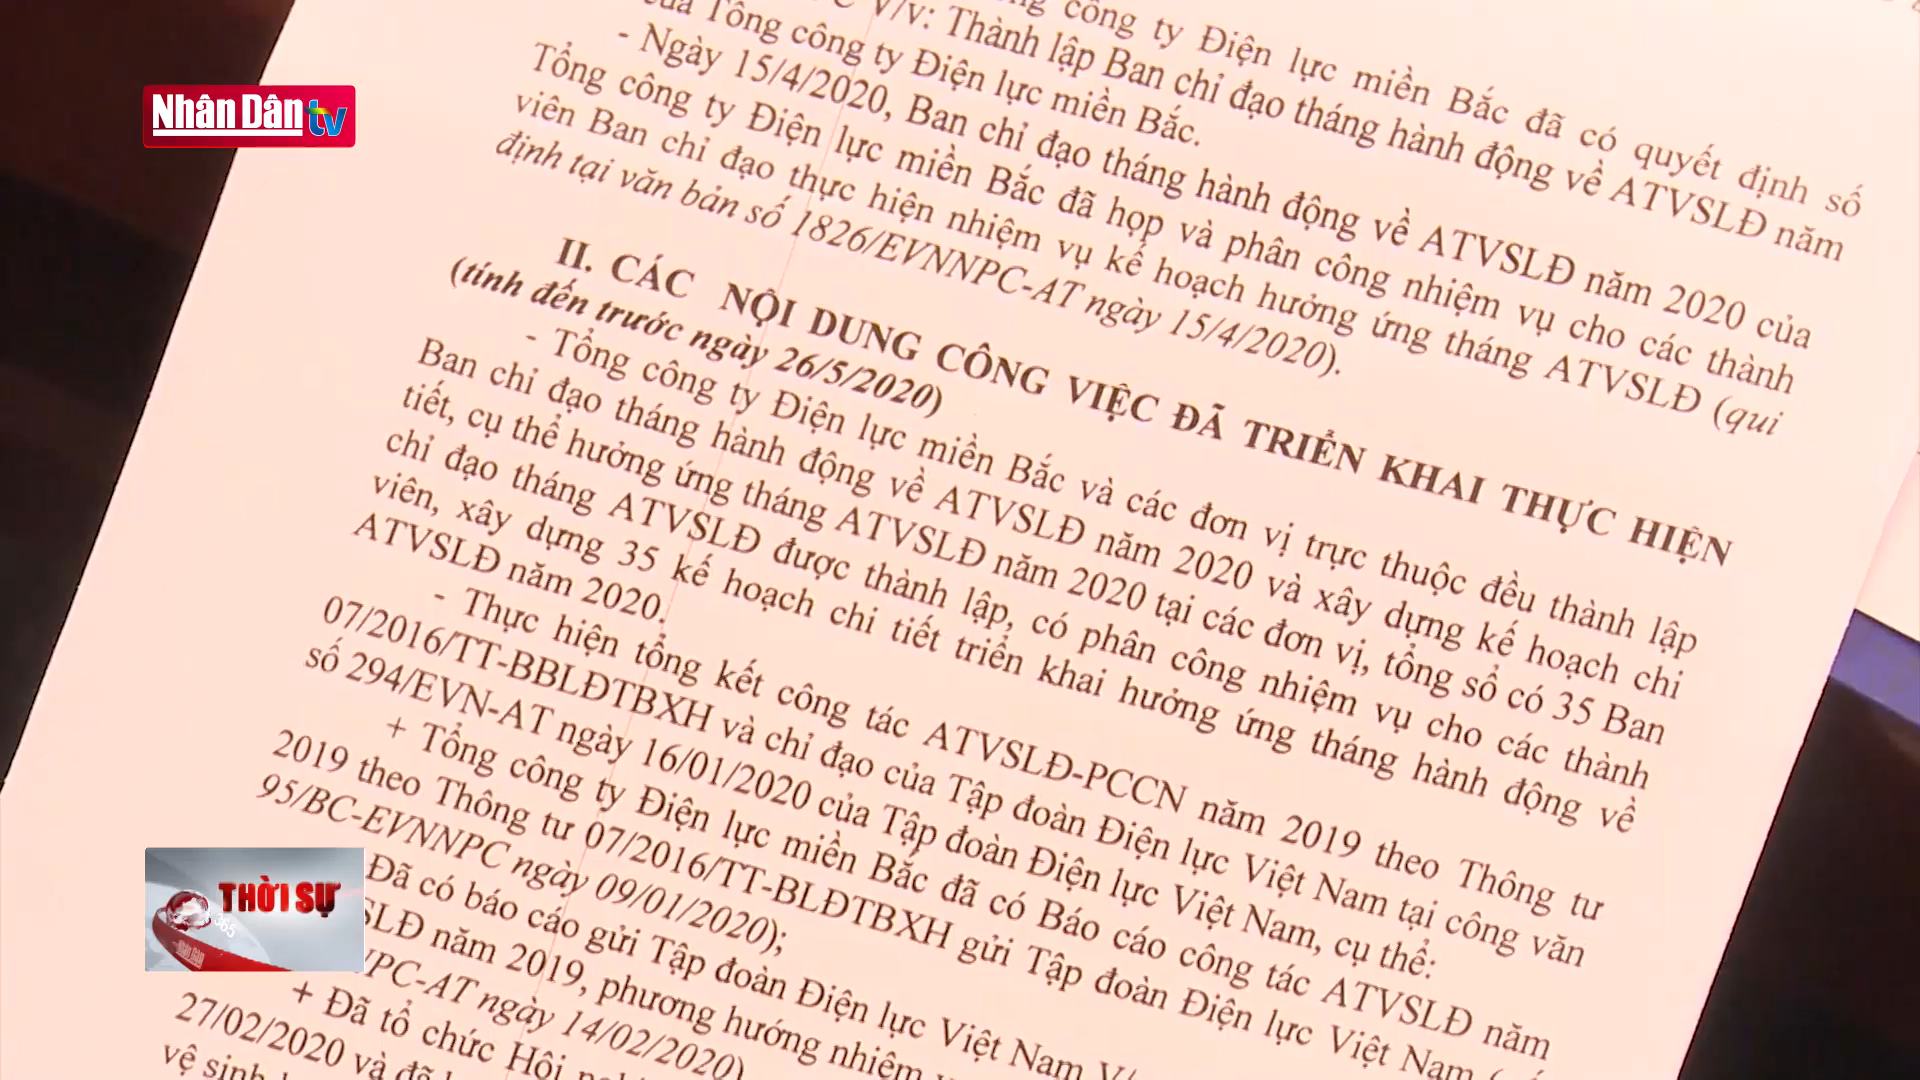 công ty Điện lực miền Bắc đã có quyết định số
V/v: Thành lập Ban chỉ đạo tháng hành động về ATVSLĐ năm
của Tổng công ty Điện lực miền Bắc.
- Ngày 15/4/2020, Ban chỉ đạo tháng hành động về ATVSLĐ năm 2020 của
Tổng công ty Điện lực miền Bắc đã họp và phân công nhiệm vụ cho các thành
viên Ban chỉ đạo thực hiện nhiệm vụ kế hoạch hưởng ứng tháng ATVSLĐ (qui
định tại văn bản số 1826/EVNNPC-AT ngày 15/4/2020).
II. CÁC NỘI DUNG CÔNG VIỆC ĐÃ TRIỂN KHAI THỰC HIỆN
(tính đến trước ngày 26/5/2020)
- Tổng công ty Điện lực miền Bắc và các đơn vị trực thuộc đều thành lập
Ban chỉ đạo tháng hành động về ATVSLĐ năm 2020 và xây dựng kế hoạch chi
tiết, cụ thể hưởng ứng tháng ATVSLĐ năm 2020 tại các đơn vị, tổng số có 35 Ban
chỉ đạo tháng ATVSLĐ được thành lập, có phân công nhiệm vụ cho các thành
viên, xây dựng 35 kế hoạch chi tiết triển khai hưởng ứng tháng hành động về
ATVSLĐ năm 2020.
- Thực hiện tổng kết công tác ATVSLĐ-PCCN năm 2019 theo Thông tư
07/2016/TT-BBLĐTBXH và chỉ đạo của Tập đoàn Điện lực Việt Nam tại công văn
số 294/EVN-AT ngày 16/01/2020 của Tập đoàn Điện lực Việt Nam, cụ thể:
+ Tổng công ty Điện lực miền Bắc đã có Báo cáo công tác ATVSLĐ năm
2019 theo Thông tư 07/2016/TT-BLĐTBXH gửi Tập đoàn Điện lực Việt Nam
95/BC-EVNNPC ngày 09/01/2020);
Đã có báo cáo gửi Tập đoàn Điện lực Việt Nam V/
SLĐ năm 2019, phương hướng nhiệm
PC-AT ngày 14/02/2020)
+ Đã tổ chức Hội
27/02/2020 và đã
vệ sinh
Nhân Dân tv
THỜI SỰ
365
Nhân Dân